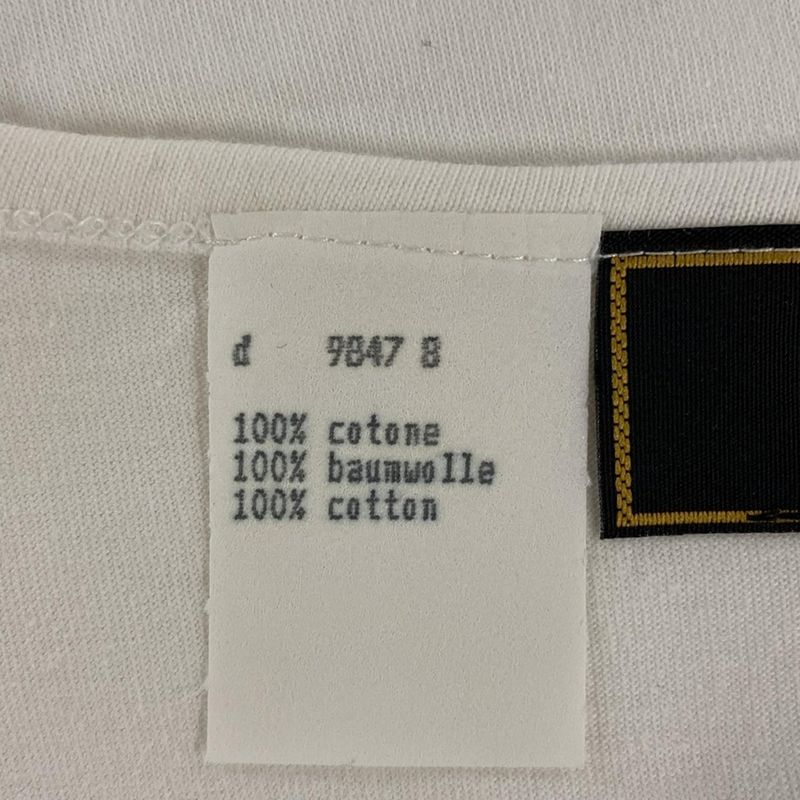 d 9847 8
100% cotone
100% baumwolle
100% cotton